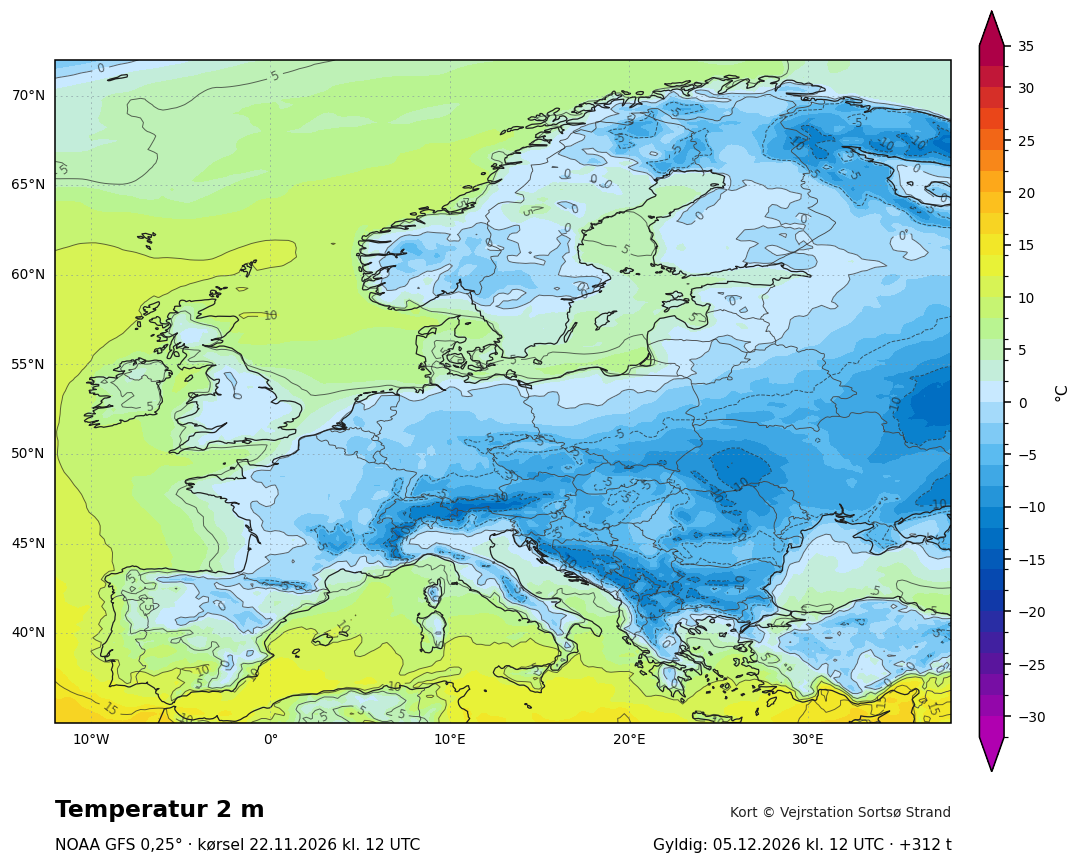 70°N
65°N
60°N
55°N
50°N
45°N
40°N
10°W
0°
10°E
20°E
30°E
35
30
25
20
15
10
5
0
−5
−10
−15
−20
−25
−30
°C
Temperatur 2 m
Kort © Vejrstation Sortsø Strand
NOAA GFS 0,25° · kørsel 22.11.2026 kl. 12 UTC
Gyldig: 05.12.2026 kl. 12 UTC · +312 t